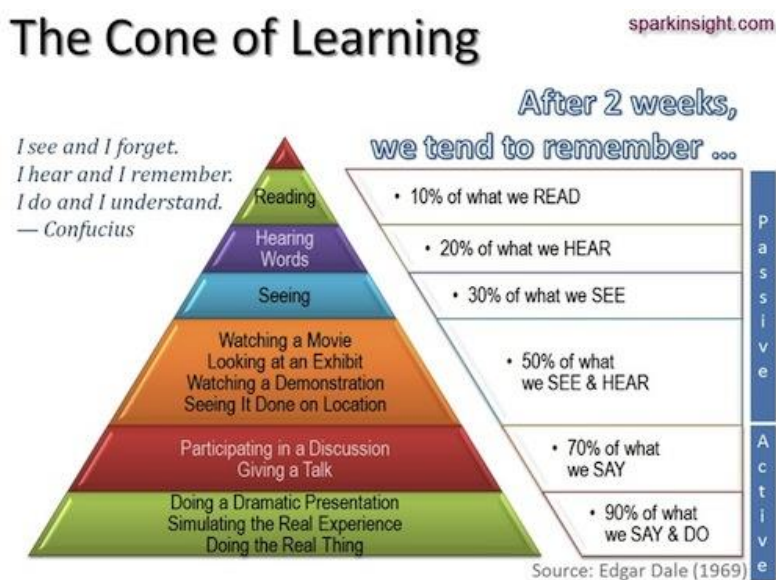 The Cone of Learning
sparkinsight.com
After 2 weeks,
we tend to remember ...
I see and I forget.
I hear and I remember.
I do and I understand.
— Confucius
Reading
• 10% of what we READ
Hearing
Words
• 20% of what we HEAR
Seeing
• 30% of what we SEE
Watching a Movie
Looking at an Exhibit
Watching a Demonstration
Seeing It Done on Location
• 50% of what
we SEE & HEAR
Passive
Participating in a Discussion
Giving a Talk
• 70% of what
we SAY
Doing a Dramatic Presentation
Simulating the Real Experience
Doing the Real Thing
• 90% of what
we SAY & DO
Active
Source: Edgar Dale (1969)